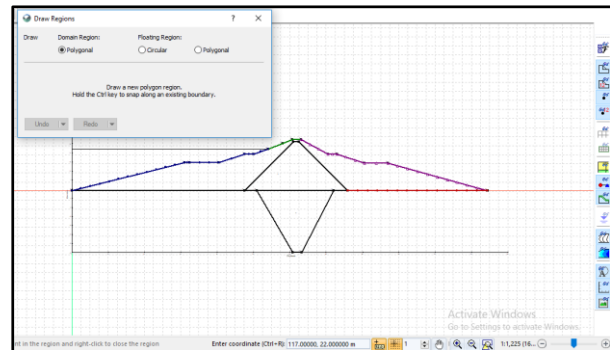 Draw Regions
? ×
Draw Domain Region: Floating Region:
Polygonal Circular Polygonal
Draw a new polygon region.
Hold the Ctrl key to snap along an existing boundary.
Undo Redo
Activate Windows
Go to Settings to activate Windows.
nt in the region and right-click to close the region Enter coordinate (Ctrl+R): 117.00000, 22.000000 m 1 1:1,225 (16...